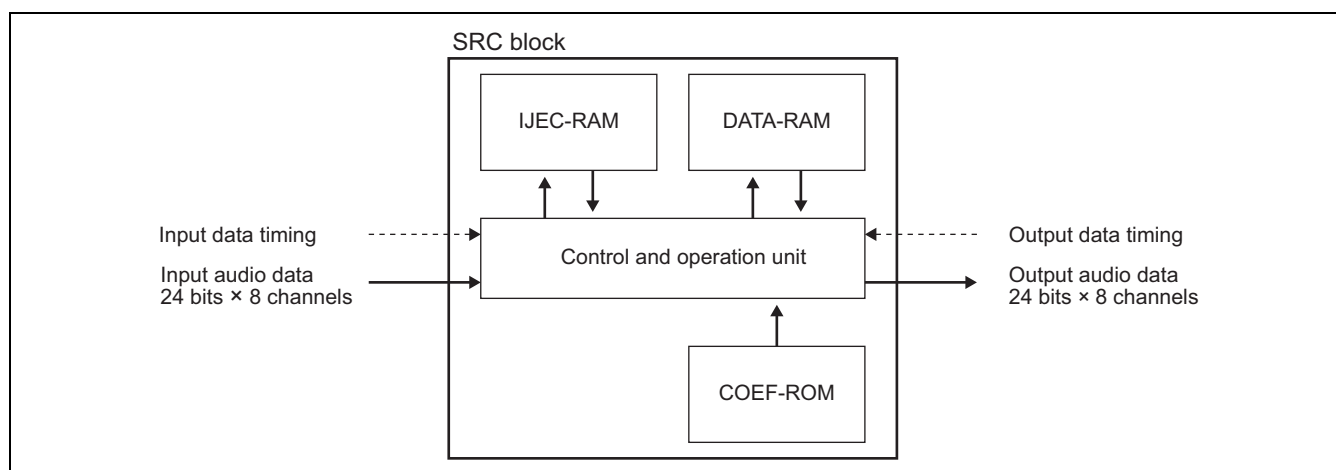 SRC block
IJEC-RAM
DATA-RAM
Input data timing
Input audio data
24 bits × 8 channels
Control and operation unit
Output data timing
Output audio data
24 bits × 8 channels
COEF-ROM